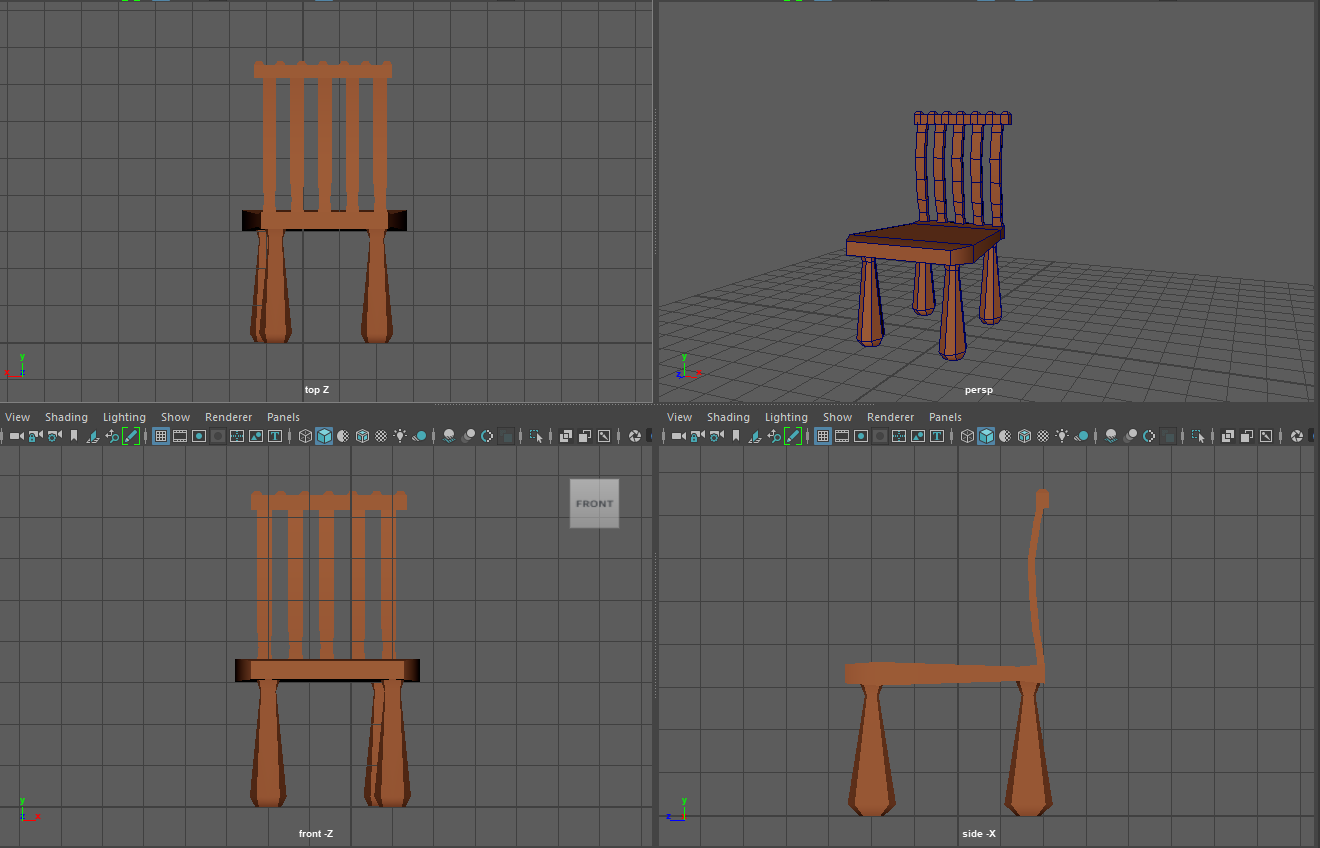 y
x
top Z
y
z x
persp
View Shading Lighting Show Renderer Panels
View Shading Lighting Show Renderer Panels
FRONT
y
x
front -Z
y
z
side -X